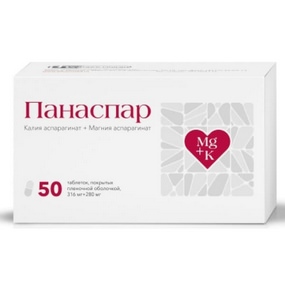 Панаспар
Калия аспарагинат + Магния аспарагинат
Mg
+K
50 таблеток, покрытых
пленочной оболочкой,
316 мг+280 мг